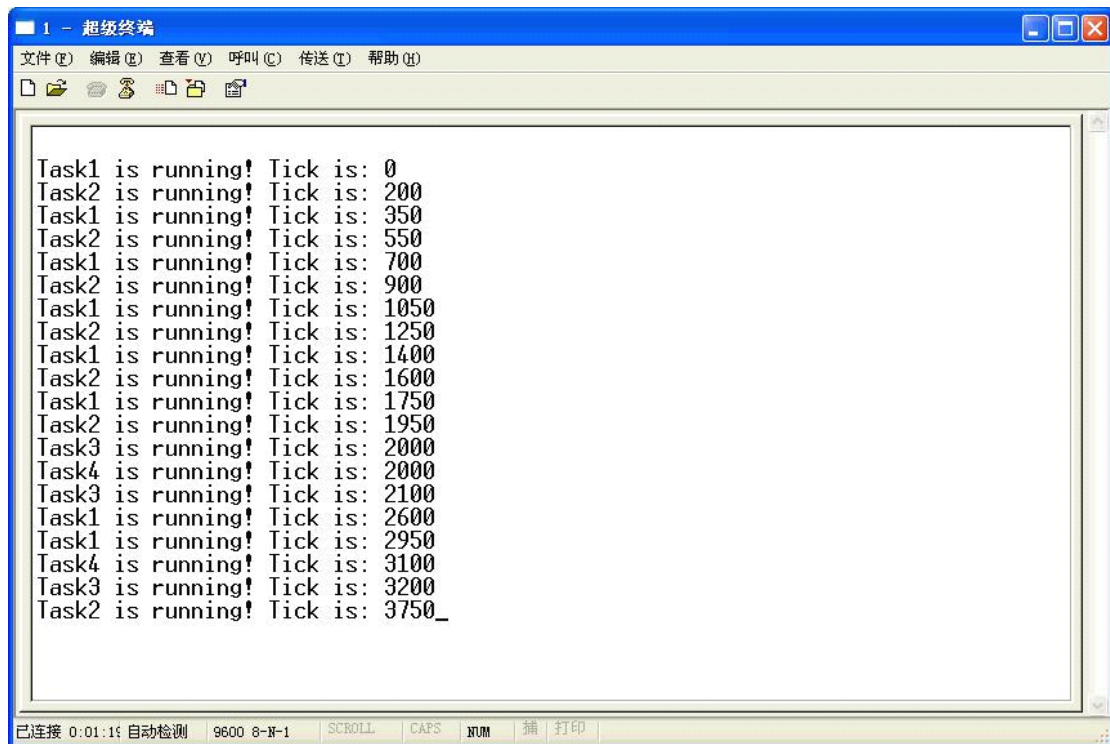 1 - 超级终端
文件(F) 编辑(E) 查看(V) 呼叫(C) 传送(T) 帮助(H)
Task1 is running! Tick is: 0
Task2 is running! Tick is: 200
Task1 is running! Tick is: 350
Task2 is running! Tick is: 550
Task1 is running! Tick is: 700
Task2 is running! Tick is: 900
Task1 is running! Tick is: 1050
Task2 is running! Tick is: 1250
Task1 is running! Tick is: 1400
Task2 is running! Tick is: 1600
Task1 is running! Tick is: 1750
Task2 is running! Tick is: 1950
Task3 is running! Tick is: 2000
Task4 is running! Tick is: 2000
Task3 is running! Tick is: 2100
Task1 is running! Tick is: 2600
Task1 is running! Tick is: 2950
Task4 is running! Tick is: 3100
Task3 is running! Tick is: 3200
Task2 is running! Tick is: 3750_
已连接 0:01:19 自动检测 9600 8-N-1 SCROLL CAPS NUM 捕 打印